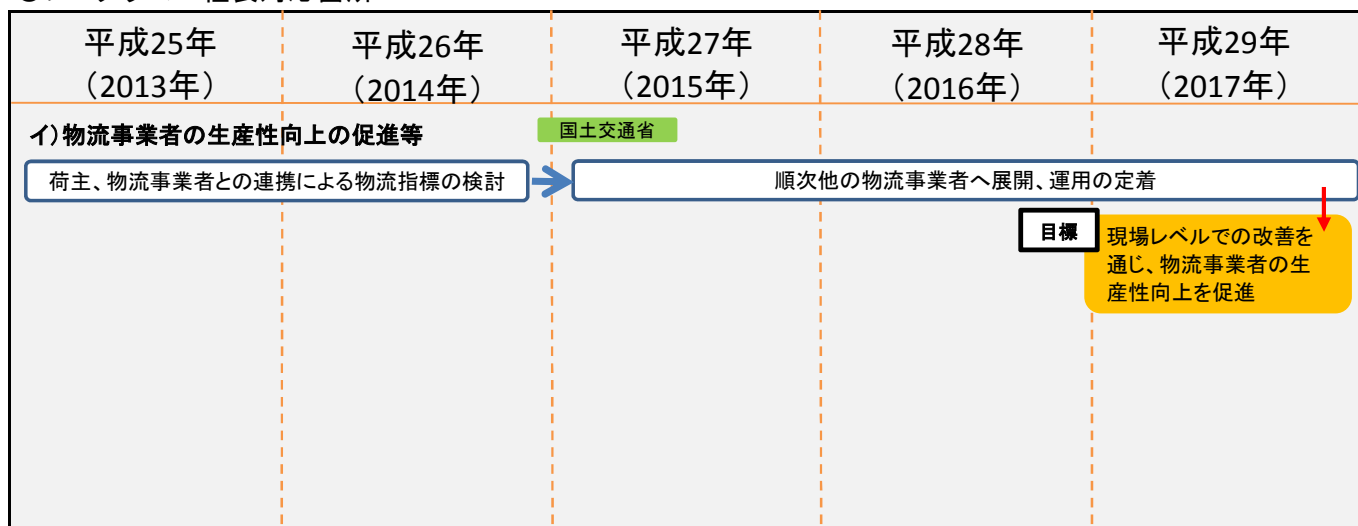 平成25年
（2013年）
平成26年
（2014年）
平成27年
（2015年）
平成28年
（2016年）
平成29年
（2017年）
イ）物流事業者の生産性向上の促進等
国土交通省
荷主、物流事業者との連携による物流指標の検討
順次他の物流事業者へ展開、運用の定着
目標
現場レベルでの改善を
通じ、物流事業者の生
産性向上を促進